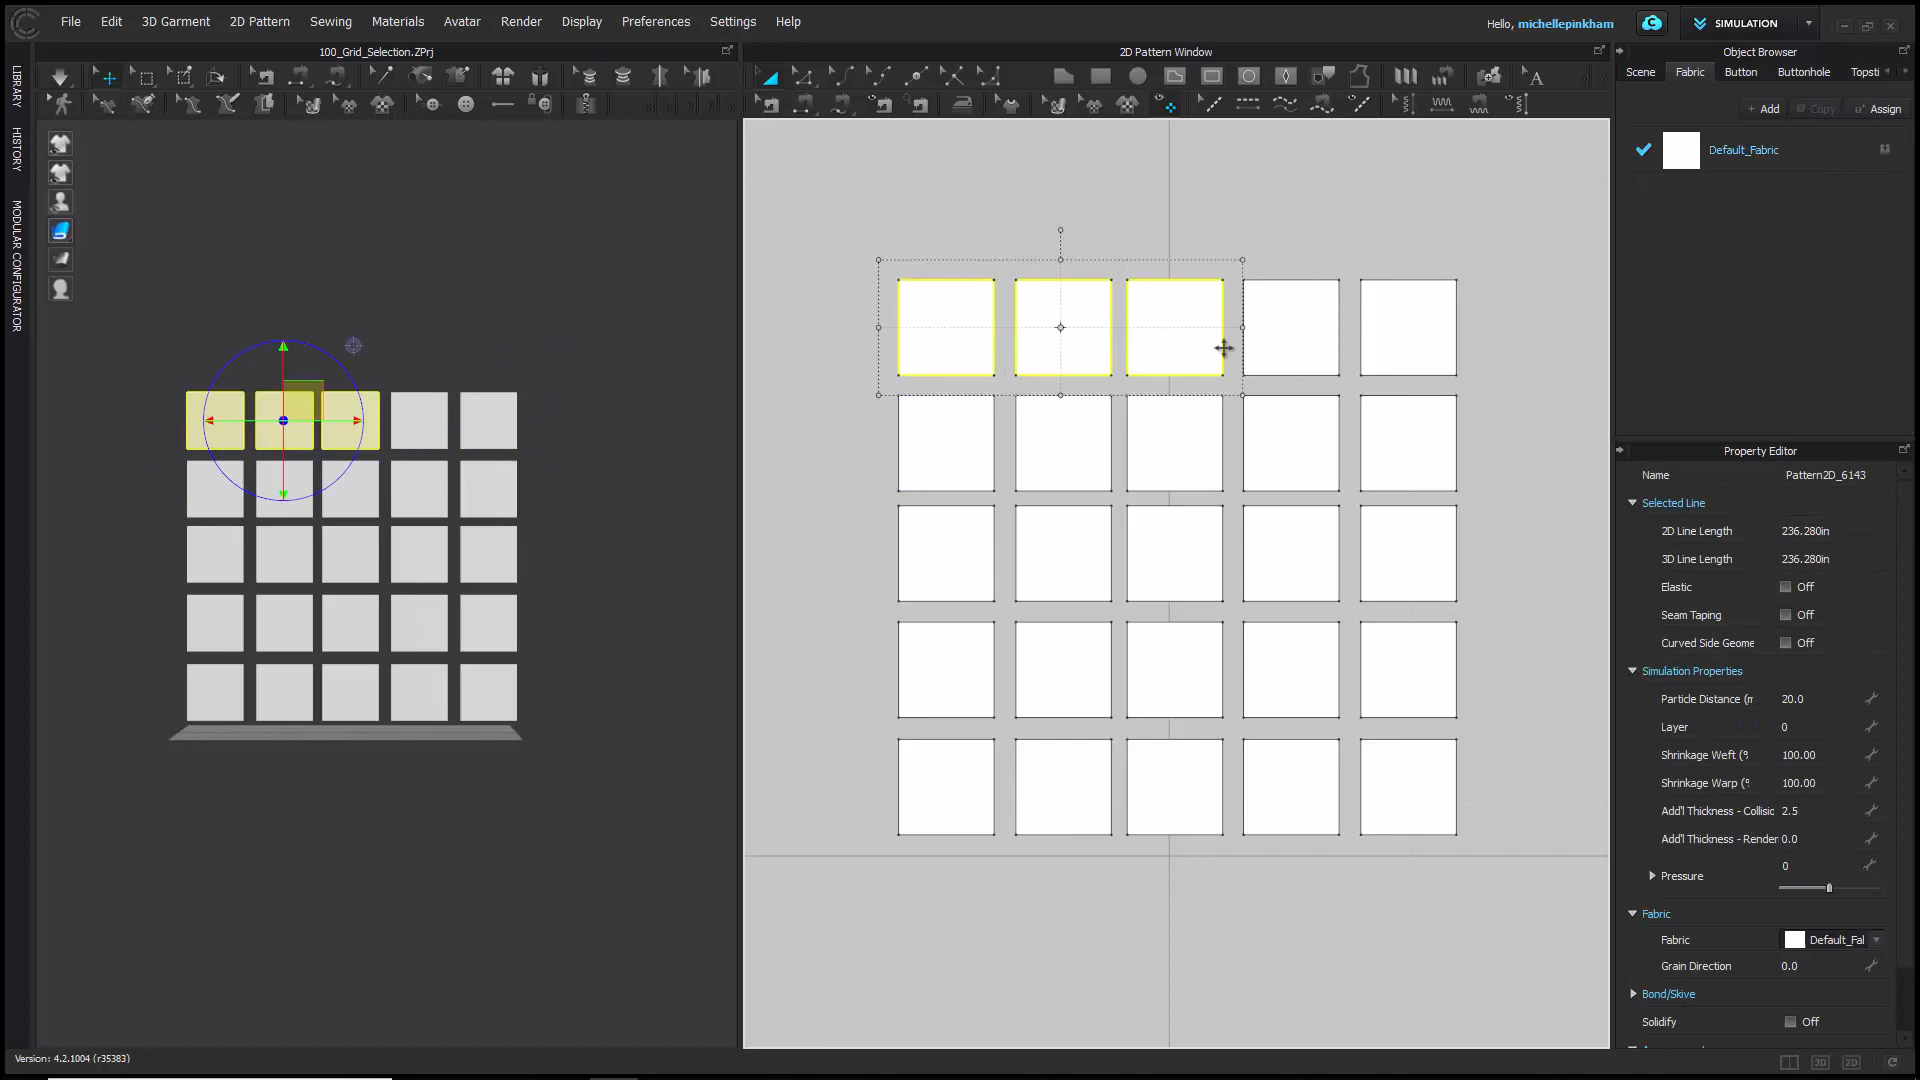 File Edit 3D Garment 2D Pattern Sewing Materials Avatar Render Display Preferences Settings Help
Hello, michellepinkham
SIMULATION
100_Grid_Selection.ZPrj
2D Pattern Window
Object Browser
Scene Fabric Button Buttonhole Topsti
+ Add Copy Assign
Default_Fabric
LIBRARY
HISTORY
MODULAR CONFIGURATOR
A
Property Editor
Name Pattern2D_6143
Selected Line
2D Line Length 236.280in
3D Line Length 236.280in
Elastic Off
Seam Taping Off
Curved Side Geome Off
Simulation Properties
Particle Distance (m 20.0
Layer 0
Shrinkage Weft (% 100.00
Shrinkage Warp (% 100.00
Add'l Thickness - Collisic 2.5
Add'l Thickness - Render 0.0
Pressure 0
Fabric
Fabric Default_Fal
Grain Direction 0.0
Bond/Skive
Solidify Off
Version: 4.2.1004 (r35383)
3D 2D